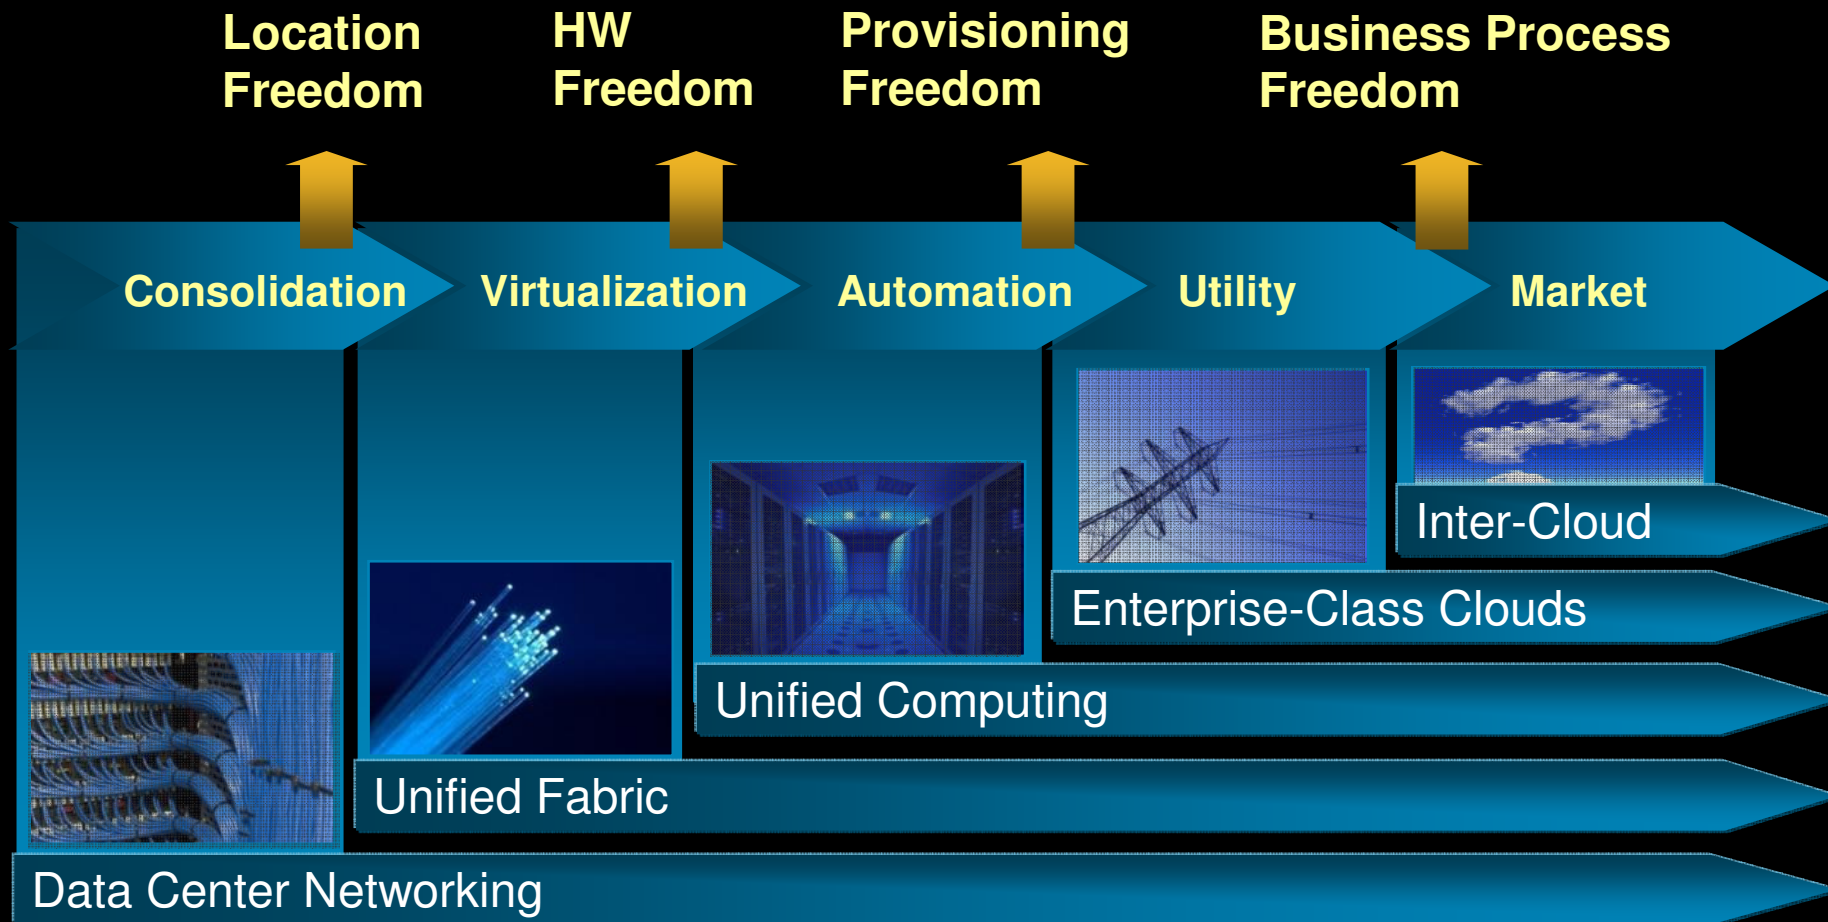 Location
Freedom
HW
Freedom
Provisioning
Freedom
Business Process
Freedom
Consolidation
Virtualization
Automation
Utility
Market
Inter-Cloud
Enterprise-Class Clouds
Unified Computing
Unified Fabric
Data Center Networking